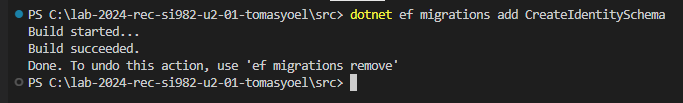 PS C:\lab-2024-rec-si982-u2-01-tomasyoel\src> dotnet ef migrations add CreateIdentitySchema
Build started...
Build succeeded.
Done. To undo this action, use 'ef migrations remove'
PS C:\lab-2024-rec-si982-u2-01-tomasyoel\src>